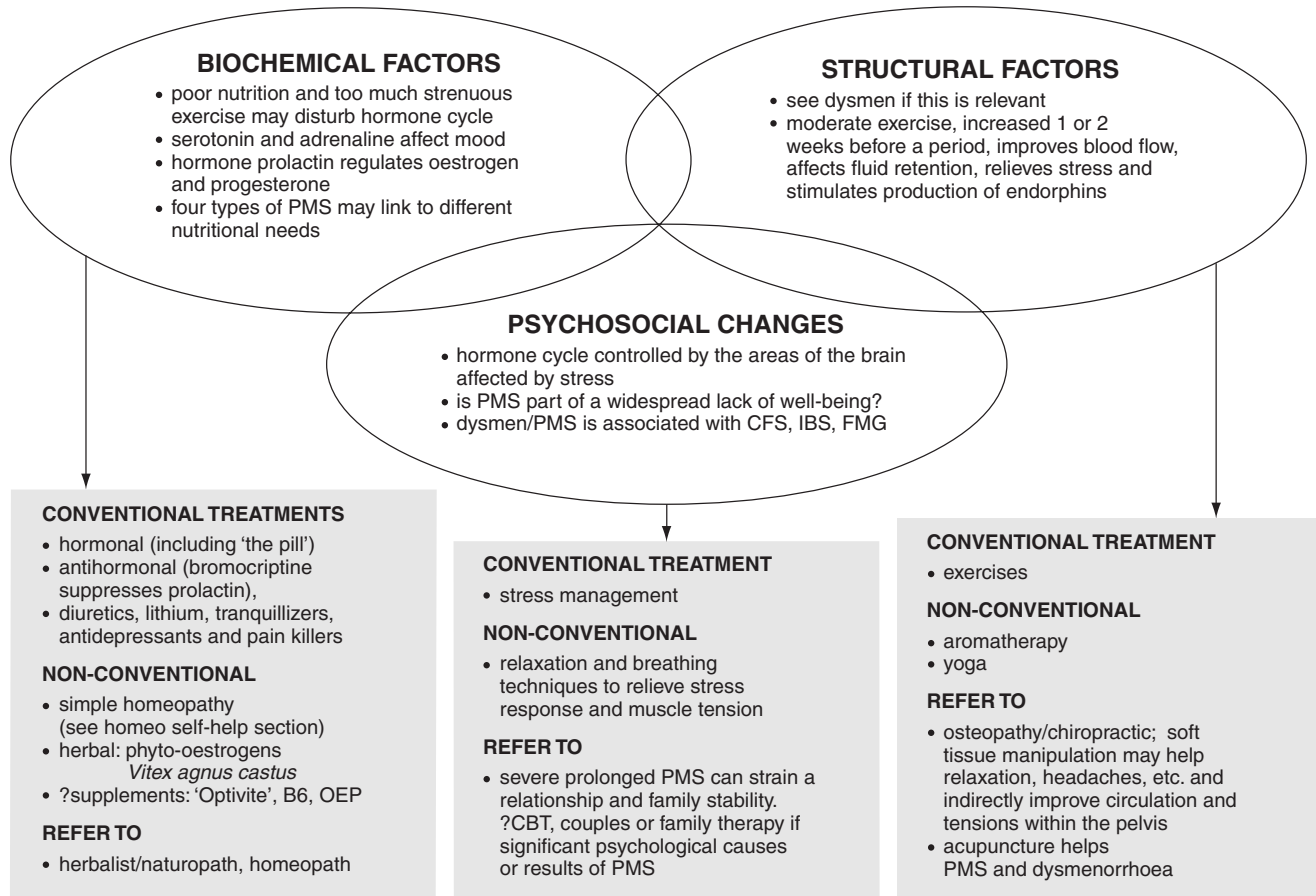 BIOCHEMICAL FACTORS
• poor nutrition and too much strenuous
exercise may disturb hormone cycle
• serotonin and adrenaline affect mood
• hormone prolactin regulates oestrogen
and progesterone
• four types of PMS may link to different
nutritional needs
STRUCTURAL FACTORS
• see dysmen if this is relevant
• moderate exercise, increased 1 or 2
weeks before a period, improves blood flow,
affects fluid retention, relieves stress and
stimulates production of endorphins
PSYCHOSOCIAL CHANGES
• hormone cycle controlled by the areas of the brain
affected by stress
• is PMS part of a widespread lack of well-being?
• dysmen/PMS is associated with CFS, IBS, FMG
CONVENTIONAL TREATMENTS
• hormonal (including ‘the pill’)
• antihormonal (bromocriptine
suppresses prolactin),
• diuretics, lithium, tranquillizers,
antidepressants and pain killers
NON-CONVENTIONAL
• simple homeopathy
(see homeo self-help section)
• herbal: phyto-oestrogens
Vitex agnus castus
• ?supplements: ‘Optivite’, B6, OEP
REFER TO
• herbalist/naturopath, homeopath
CONVENTIONAL TREATMENT
• stress management
NON-CONVENTIONAL
• relaxation and breathing
techniques to relieve stress
response and muscle tension
REFER TO
• severe prolonged PMS can strain a
relationship and family stability.
?CBT, couples or family therapy if
significant psychological causes
or results of PMS
CONVENTIONAL TREATMENT
• exercises
NON-CONVENTIONAL
• aromatherapy
• yoga
REFER TO
• osteopathy/chiropractic; soft
tissue manipulation may help
relaxation, headaches, etc. and
indirectly improve circulation and
tensions within the pelvis
• acupuncture helps
PMS and dysmenorrhoea